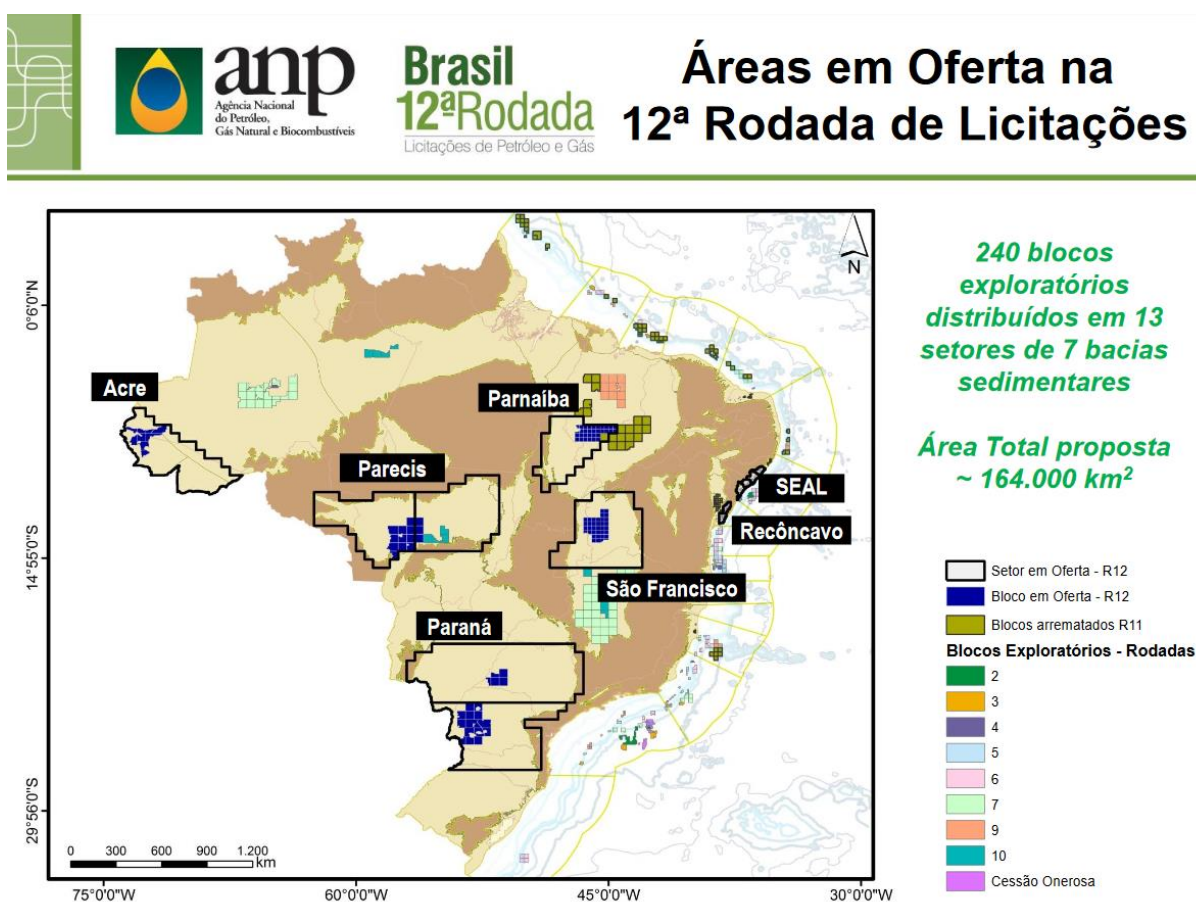 anp
Agência Nacional
do Petróleo,
Gás Natural e Biocombustíveis
Brasil
12ªRodada
Licitações de Petróleo e Gás
Áreas em Oferta na
12ª Rodada de Licitações
240 blocos
exploratórios
distribuídos em 13
setores de 7 bacias
sedimentares
Área Total proposta
~ 164.000 km²
N
0°6'0"N
14°55'0"S
29°56'0"S
Acre
Parnaíba
Parecis
SEAL
Recôncavo
São Francisco
Paraná
0 300 600 900 1.200
km
75°0'0"W 60°0'0"W 45°0'0"W 30°0'0"W
Setor em Oferta - R12
Bloco em Oferta - R12
Blocos arrematados R11
Blocos Exploratórios - Rodadas
2
3
4
5
6
7
9
10
Cessão Onerosa